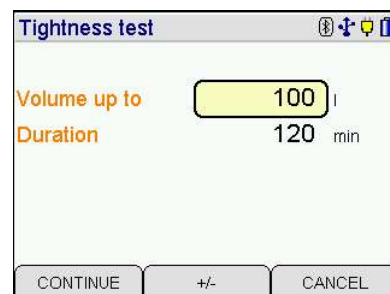 Tightness test
Volume up to 100 l
Duration 120 min
CONTINUE +/- CANCEL